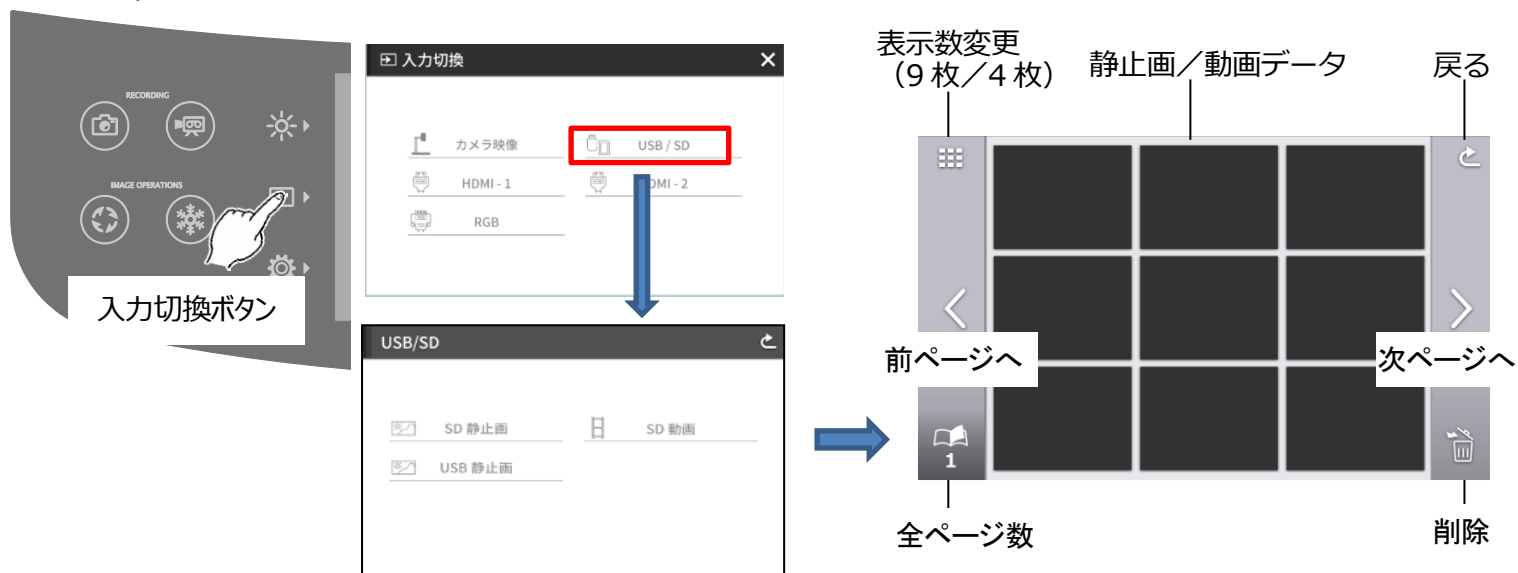 RECORDING
IMAGE OPERATIONS
入力切換ボタン
入力切換
カメラ映像
USB / SD
HDMI - 1
DMI - 2
RGB
USB/SD
SD 静止画
SD 動画
USB 静止画
表示数変更
（9 枚／4 枚）
静止画／動画データ
戻る
前ページへ
次ページへ
1
全ページ数
削除